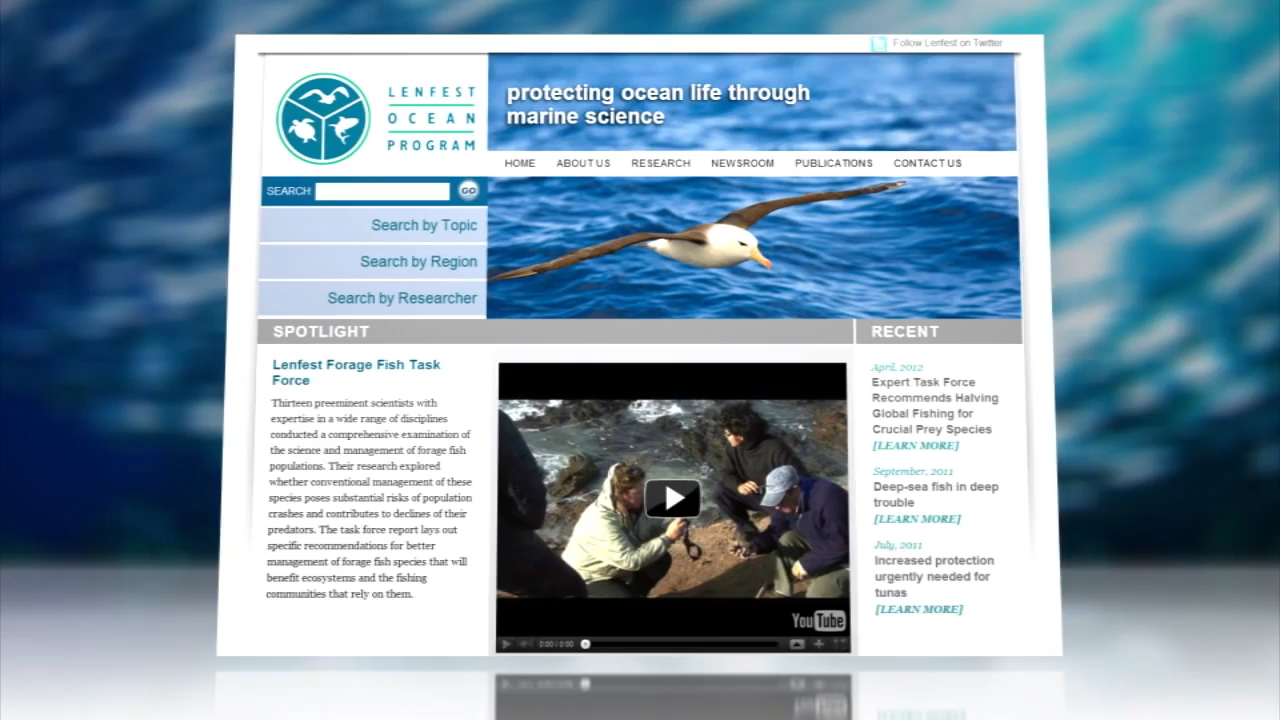 Follow Lenfest on Twitter
LENFEST
OCEAN
PROGRAM
protecting ocean life through
marine science
HOME ABOUT US RESEARCH NEWSROOM PUBLICATIONS CONTACT US
SEARCH GO
Search by Topic
Search by Region
Search by Researcher
SPOTLIGHT
Lenfest Forage Fish Task
Force
Thirteen preeminent scientists with
expertise in a wide range of disciplines
conducted a comprehensive examination of
the science and management of forage fish
populations. Their research explored
whether conventional management of these
species poses substantial risks of population
crashes and contributes to declines of their
predators. The task force report lays out
specific recommendations for better
management of forage fish species that will
benefit ecosystems and the fishing
communities that rely on them.
YouTube
0:00 / 0:00
RECENT
April, 2012
Expert Task Force
Recommends Halving
Global Fishing for
Crucial Prey Species
[LEARN MORE]
September, 2011
Deep-sea fish in deep
trouble
[LEARN MORE]
July, 2011
Increased protection
urgently needed for
tunas
[LEARN MORE]